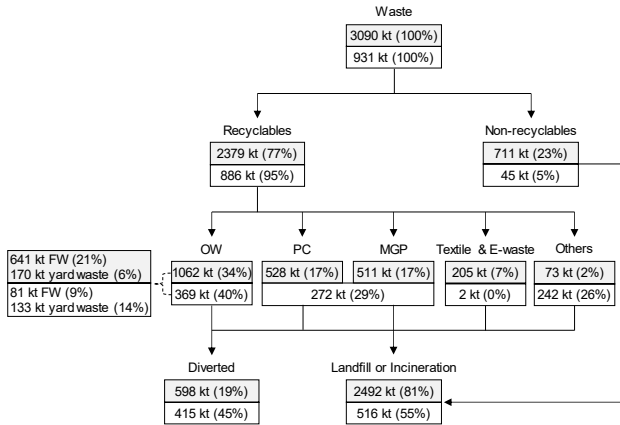 Waste
3090 kt (100%)
931 kt (100%)
Recyclables
Non-recyclables
2379 kt (77%)
711 kt (23%)
886 kt (95%)
45 kt (5%)
OW
PC
MGP
Textile & E-waste
Others
641 kt FW (21%)
170 kt yard waste (6%)
81 kt FW (9%)
133 kt yard waste (14%)
1062 kt (34%)
528 kt (17%)
511 kt (17%)
205 kt (7%)
73 kt (2%)
369 kt (40%)
272 kt (29%)
2 kt (0%)
242 kt (26%)
Diverted
Landfill or Incineration
598 kt (19%)
2492 kt (81%)
415 kt (45%)
516 kt (55%)